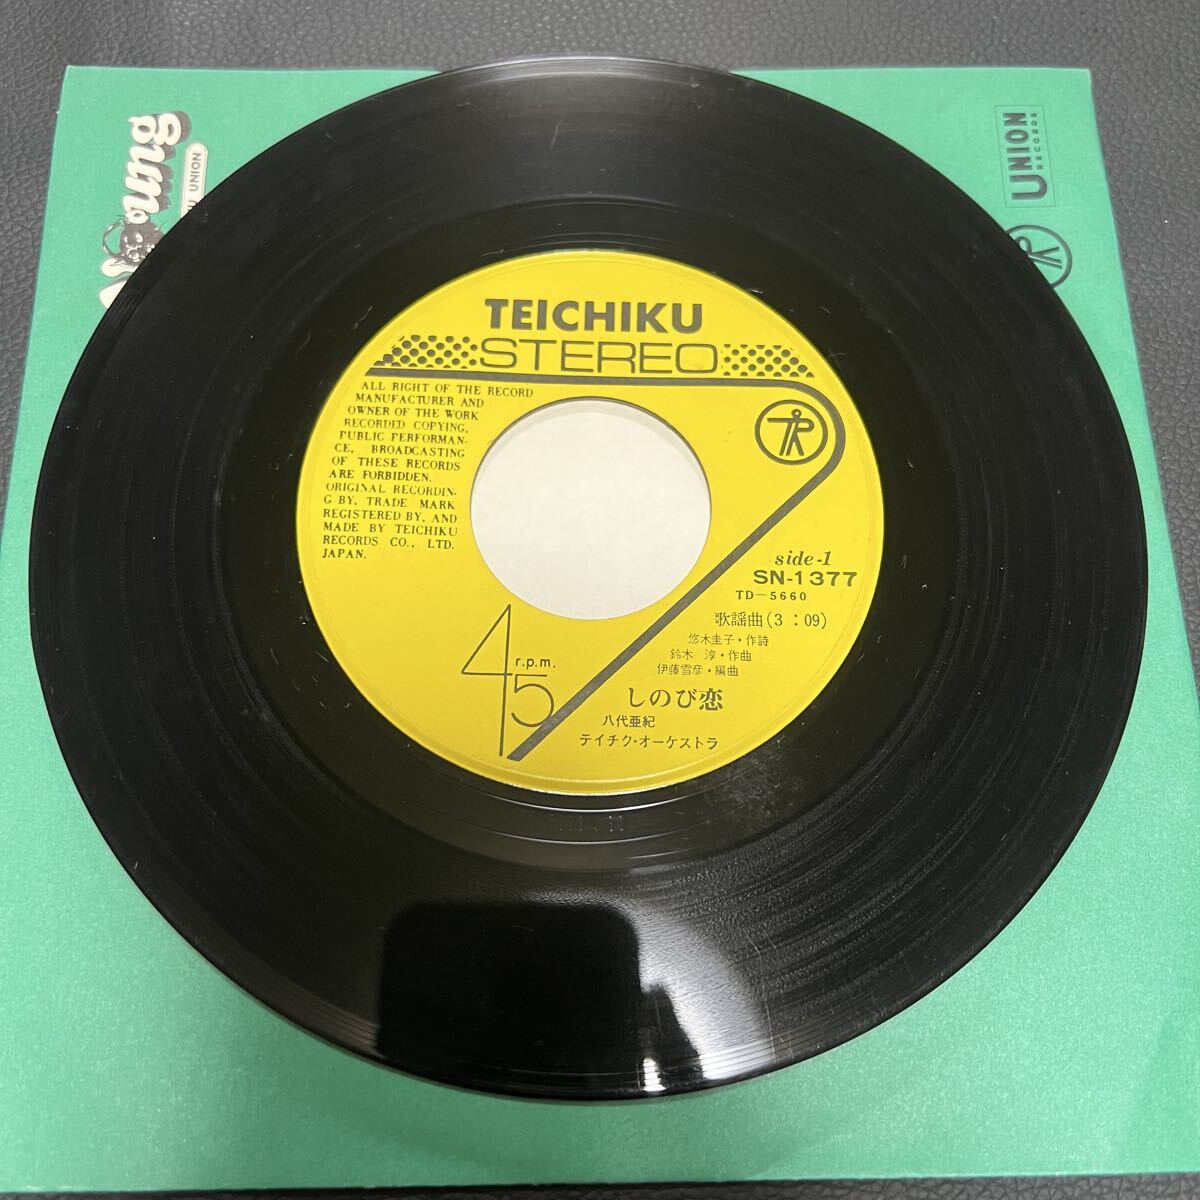 TEICHIKU
STEREO
ALL RIGHT OF THE RECORD
MANUFACTURER AND
OWNER OF THE WORK
RECORDED COPYING,
PUBLIC PERFORMAN-
CE, BROADCASTING
OF THESE RECORDS
ARE FORBIDDEN.
ORIGINAL RECORDIN-
G BY, TRADE MARK
REGISTERED BY, AND
MADE BY TEICHIKU
RECORDS CO., LTD.
JAPAN.
side-1
SN-1377
TD-5660
歌謡曲(3:09)
悠木圭子・作詩
鈴木 淳・作曲
伊藤雪彦・編曲
45 r.p.m.
しのび恋
八代亜紀
テイチク・オーケストラ
UNION
RECORDS
UNION